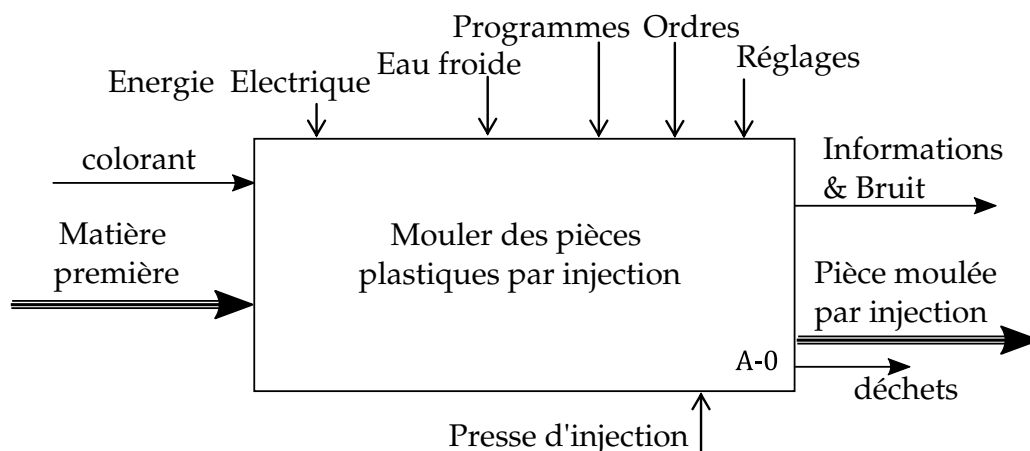 Programmes Ordres
Energie Electrique
Eau froide
Réglages
colorant
Informations
& Bruit
Matière
première
Mouler des pièces
plastiques par injection
Pièce moulée
par injection
A-0
déchets
Presse d'injection